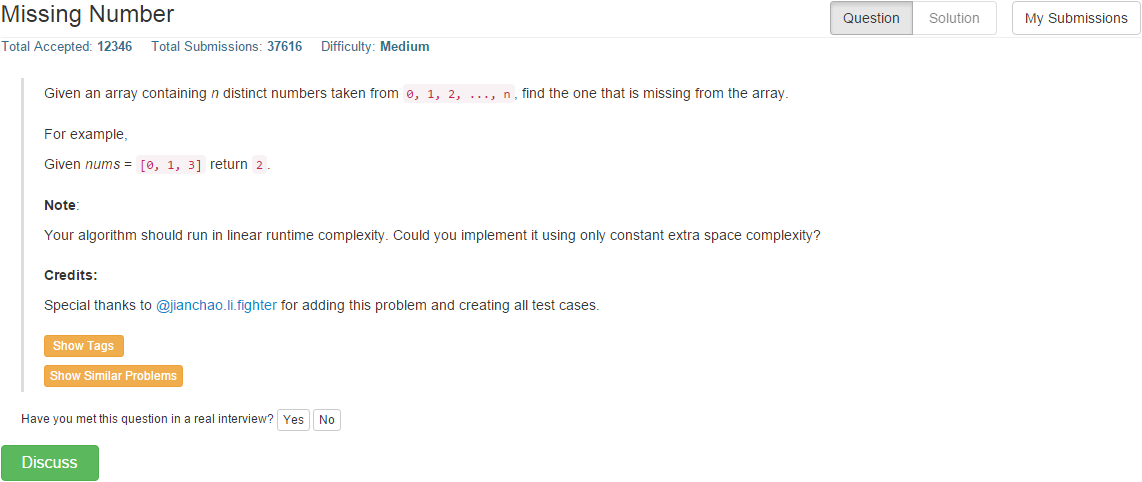 Missing Number
Question Solution My Submissions
Total Accepted: 12346 Total Submissions: 37616 Difficulty: Medium
Given an array containing n distinct numbers taken from 0, 1, 2, ..., n, find the one that is missing from the array.
For example,
Given nums = [0, 1, 3] return 2.
Note:
Your algorithm should run in linear runtime complexity. Could you implement it using only constant extra space complexity?
Credits:
Special thanks to @jianchao.li.fighter for adding this problem and creating all test cases.
Show Tags
Show Similar Problems
Have you met this question in a real interview? Yes No
Discuss